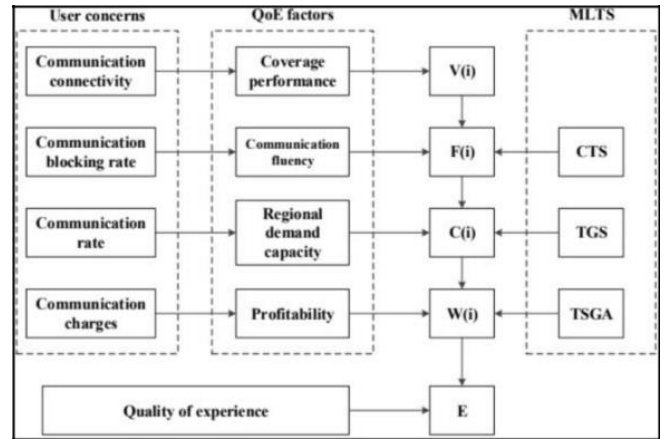 User concerns
QoE factors
MLTS
Communication
connectivity
Coverage
performance
V(i)
Communication
blocking rate
Communication
fluency
F(i)
CTS
Communication
rate
Regional
demand
capacity
C(i)
TGS
Communication
charges
Profitability
W(i)
TSGA
Quality of experience
E